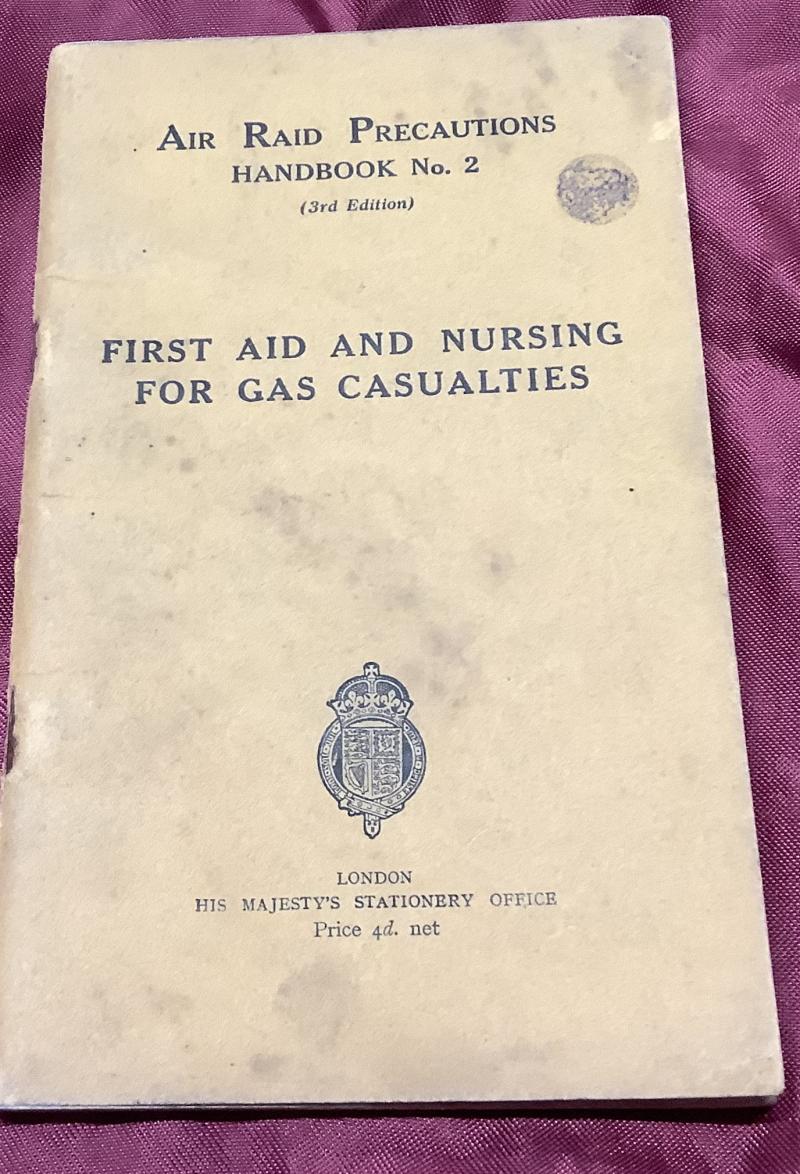 AIR RAID PRECAUTIONS
HANDBOOK No. 2
(3rd Edition)
FIRST AID AND NURSING
FOR GAS CASUALTIES
LONDON
HIS MAJESTY'S STATIONERY OFFICE
Price 4d. net